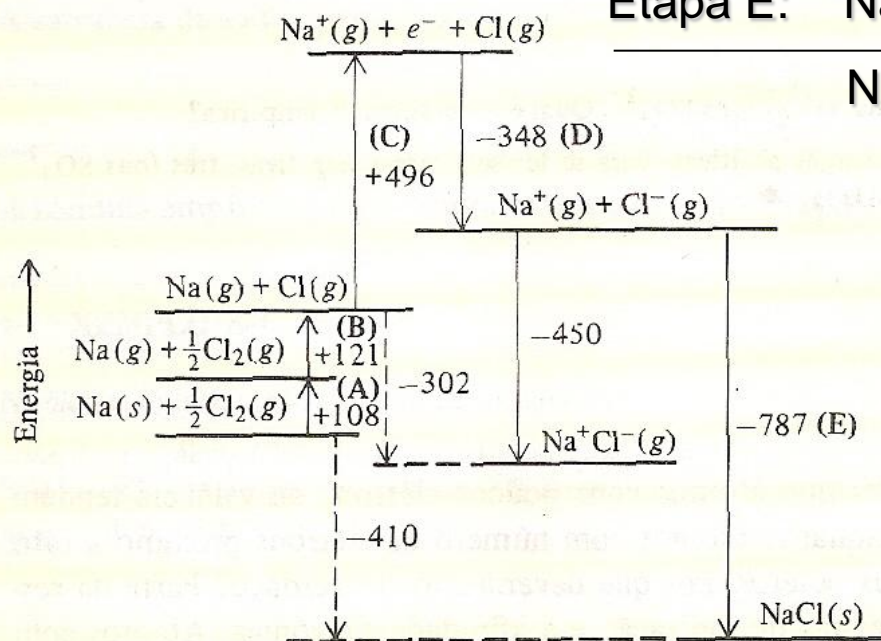 Etapa E: Na
N
Na⁺(g) + e⁻ + Cl(g)
(C)
+496
−348 (D)
Na⁺(g) + Cl⁻(g)
Energia
Na(g) + Cl(g)
(B)
Na(g) + ½Cl₂(g)
+121
(A)
Na(s) + ½Cl₂(g)
+108
−302
−450
−787 (E)
Na⁺Cl⁻(g)
−410
NaCl(s)